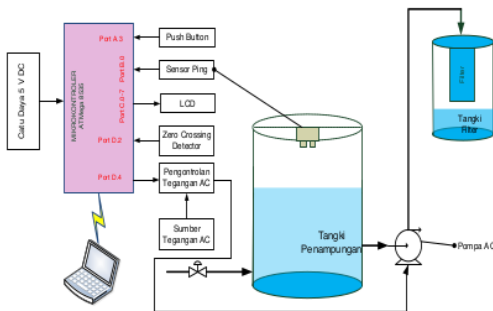 Catu Daya 5 V DC
MIKROKONTROLER
ATMega 8535
Port A.3
Port B.0
Port C.0-7
Port D.2
Port D.4
Push Button
Sensor Ping
LCD
Zero Crossing
Detector
Pengontrolan
Tegangan AC
Sumber
Tegangan AC
Tangki
Penampungan
Pompa AC
Filter
Tangki
Filter